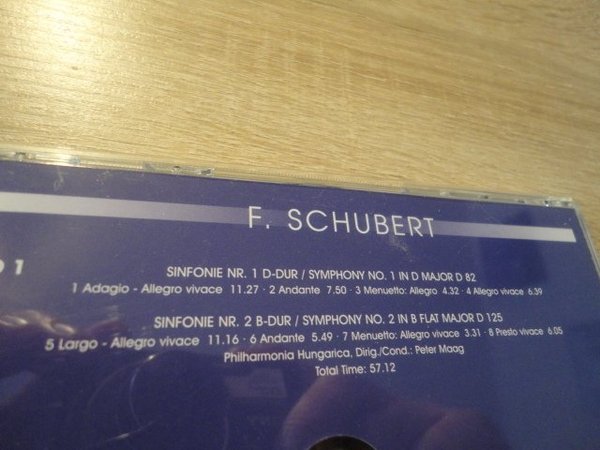 F. SCHUBERT
1
SINFONIE NR. 1 D-DUR / SYMPHONY NO. 1 IN D MAJOR D 82
1 Adagio - Allegro vivace 11.27 · 2 Andante 7.50 · 3 Menuetto: Allegro 4.32 · 4 Allegro vivace 6.39
SINFONIE NR. 2 B-DUR / SYMPHONY NO. 2 IN B FLAT MAJOR D 125
5 Largo - Allegro vivace 11.16 · 6 Andante 5.49 · 7 Menuetto: Allegro vivace 3.31 · 8 Presto vivace 6.05
Philharmonia Hungarica, Dirig./Cond.: Peter Maag
Total Time: 57.12